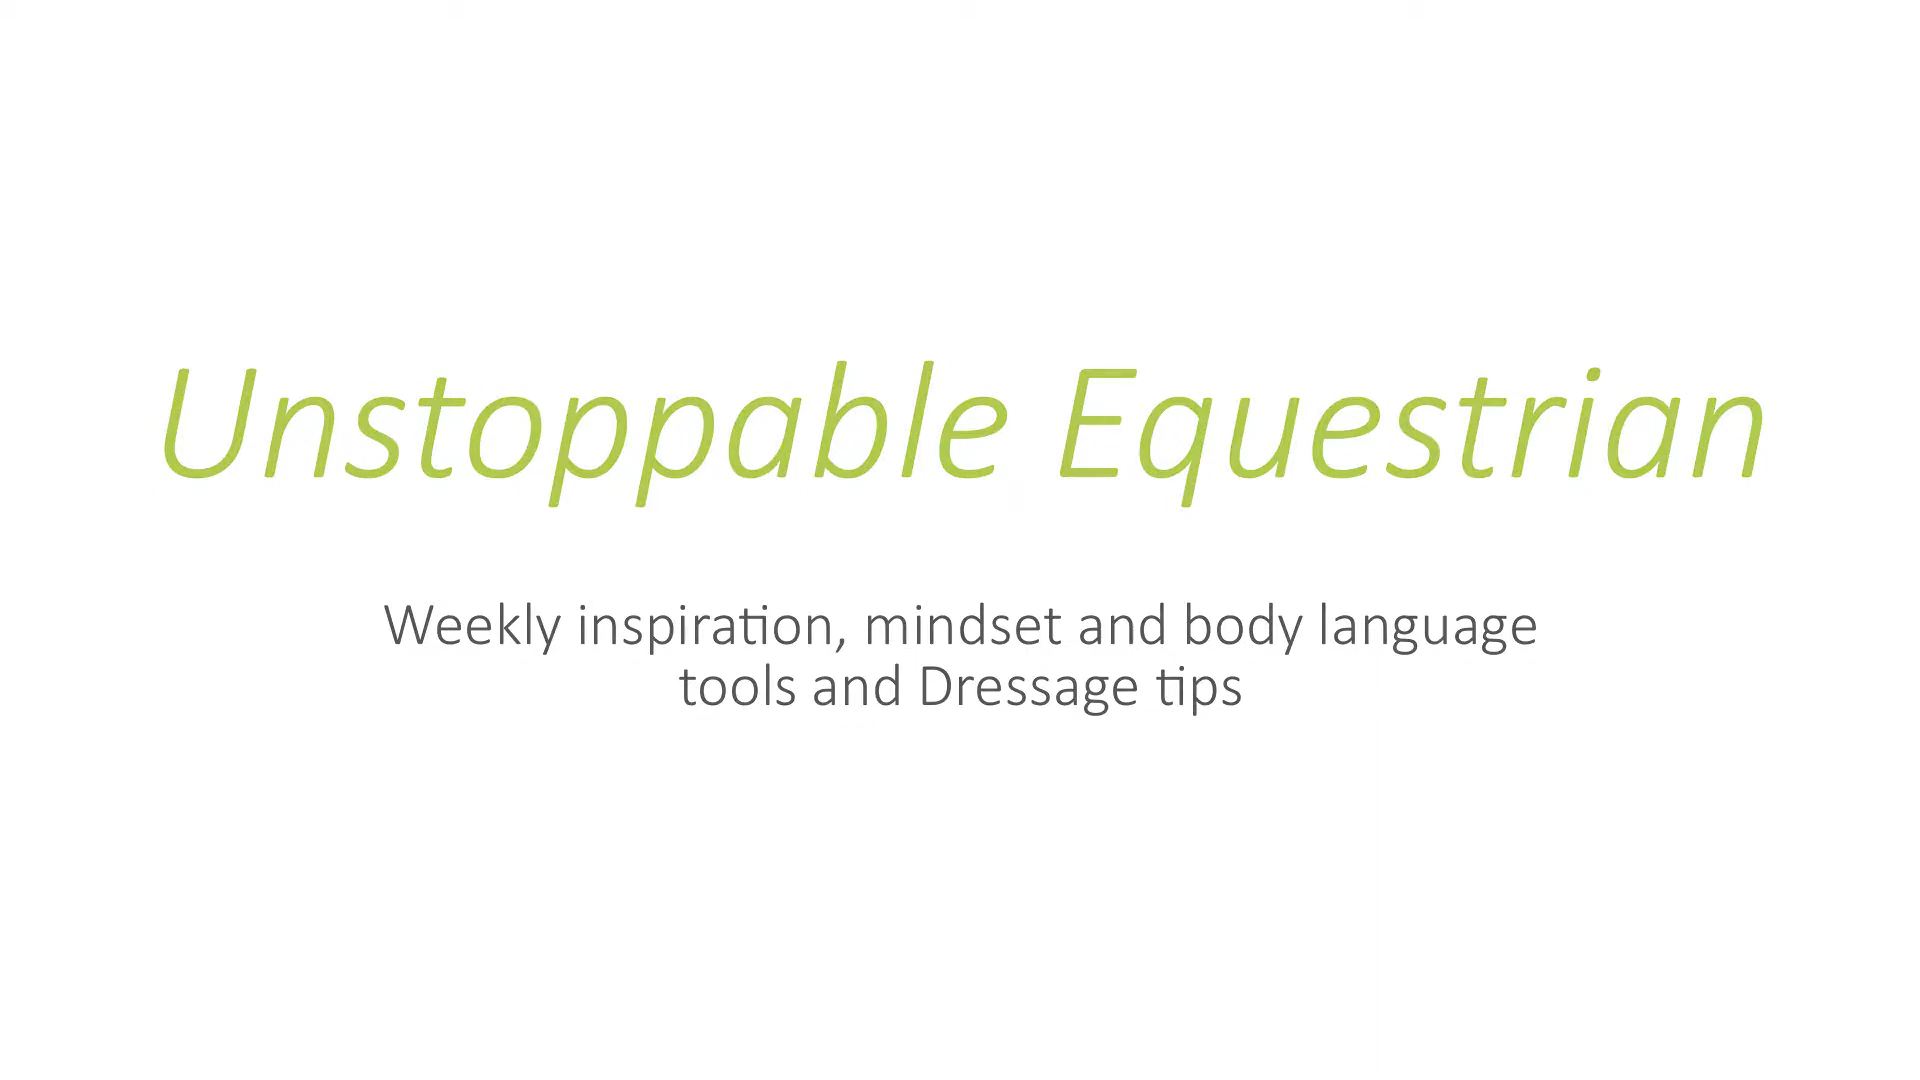 Unstoppable Equestrian
Weekly inspiration, mindset and body language
tools and Dressage tips